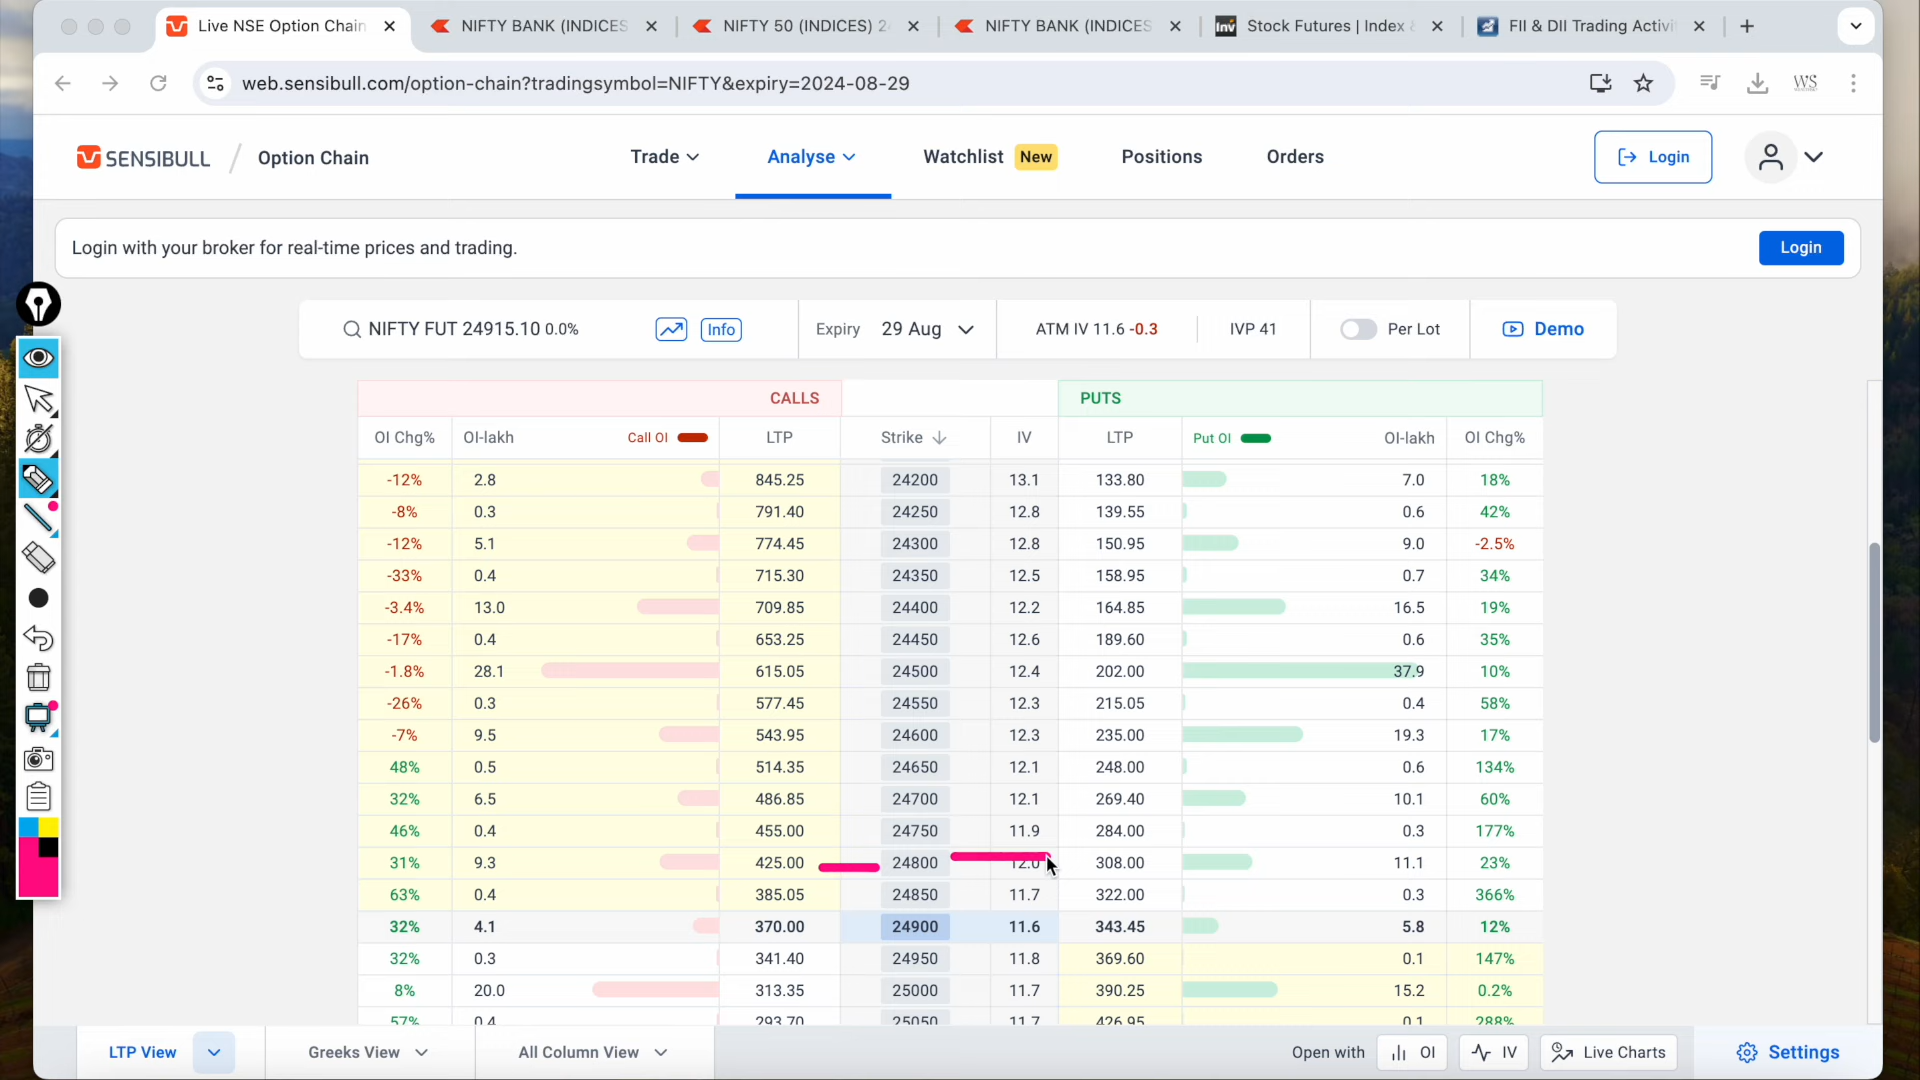 Live NSE Option Chain
NIFTY BANK (INDICES
NIFTY 50 (INDICES) 2
NIFTY BANK (INDICES
Inv Stock Futures | Index &
FII & DII Trading Activi
web.sensibull.com/option-chain?tradingsymbol=NIFTY&expiry=2024-08-29
WS
SENSIBULL / Option Chain
Trade
Analyse
Watchlist New
Positions
Orders
Login
Login with your broker for real-time prices and trading.
Login
NIFTY FUT 24915.10 0.0% Info
Expiry 29 Aug
ATM IV 11.6 -0.3
IVP 41
Per Lot
Demo
CALLS PUTS
OI Chg% OI-lakh Call OI LTP Strike IV LTP Put OI OI-lakh OI Chg%
-12% 2.8 845.25 24200 13.1 133.80 7.0 18%
-8% 0.3 791.40 24250 12.8 139.55 0.6 42%
-12% 5.1 774.45 24300 12.8 150.95 9.0 -2.5%
-33% 0.4 715.30 24350 12.5 158.95 0.7 34%
-3.4% 13.0 709.85 24400 12.2 164.85 16.5 19%
-17% 0.4 653.25 24450 12.6 189.60 0.6 35%
-1.8% 28.1 615.05 24500 12.4 202.00 37.9 10%
-26% 0.3 577.45 24550 12.3 215.05 0.4 58%
-7% 9.5 543.95 24600 12.3 235.00 19.3 17%
48% 0.5 514.35 24650 12.1 248.00 0.6 134%
32% 6.5 486.85 24700 12.1 269.40 10.1 60%
46% 0.4 455.00 24750 11.9 284.00 0.3 177%
31% 9.3 425.00 24800 12.0 308.00 11.1 23%
63% 0.4 385.05 24850 11.7 322.00 0.3 366%
32% 4.1 370.00 24900 11.6 343.45 5.8 12%
32% 0.3 341.40 24950 11.8 369.60 0.1 147%
8% 20.0 313.35 25000 11.7 390.25 15.2 0.2%
57% 0.4 293.70 25050 11.7 426.95 0.1 288%
LTP View
Greeks View
All Column View
Open with
OI
IV
Live Charts
Settings